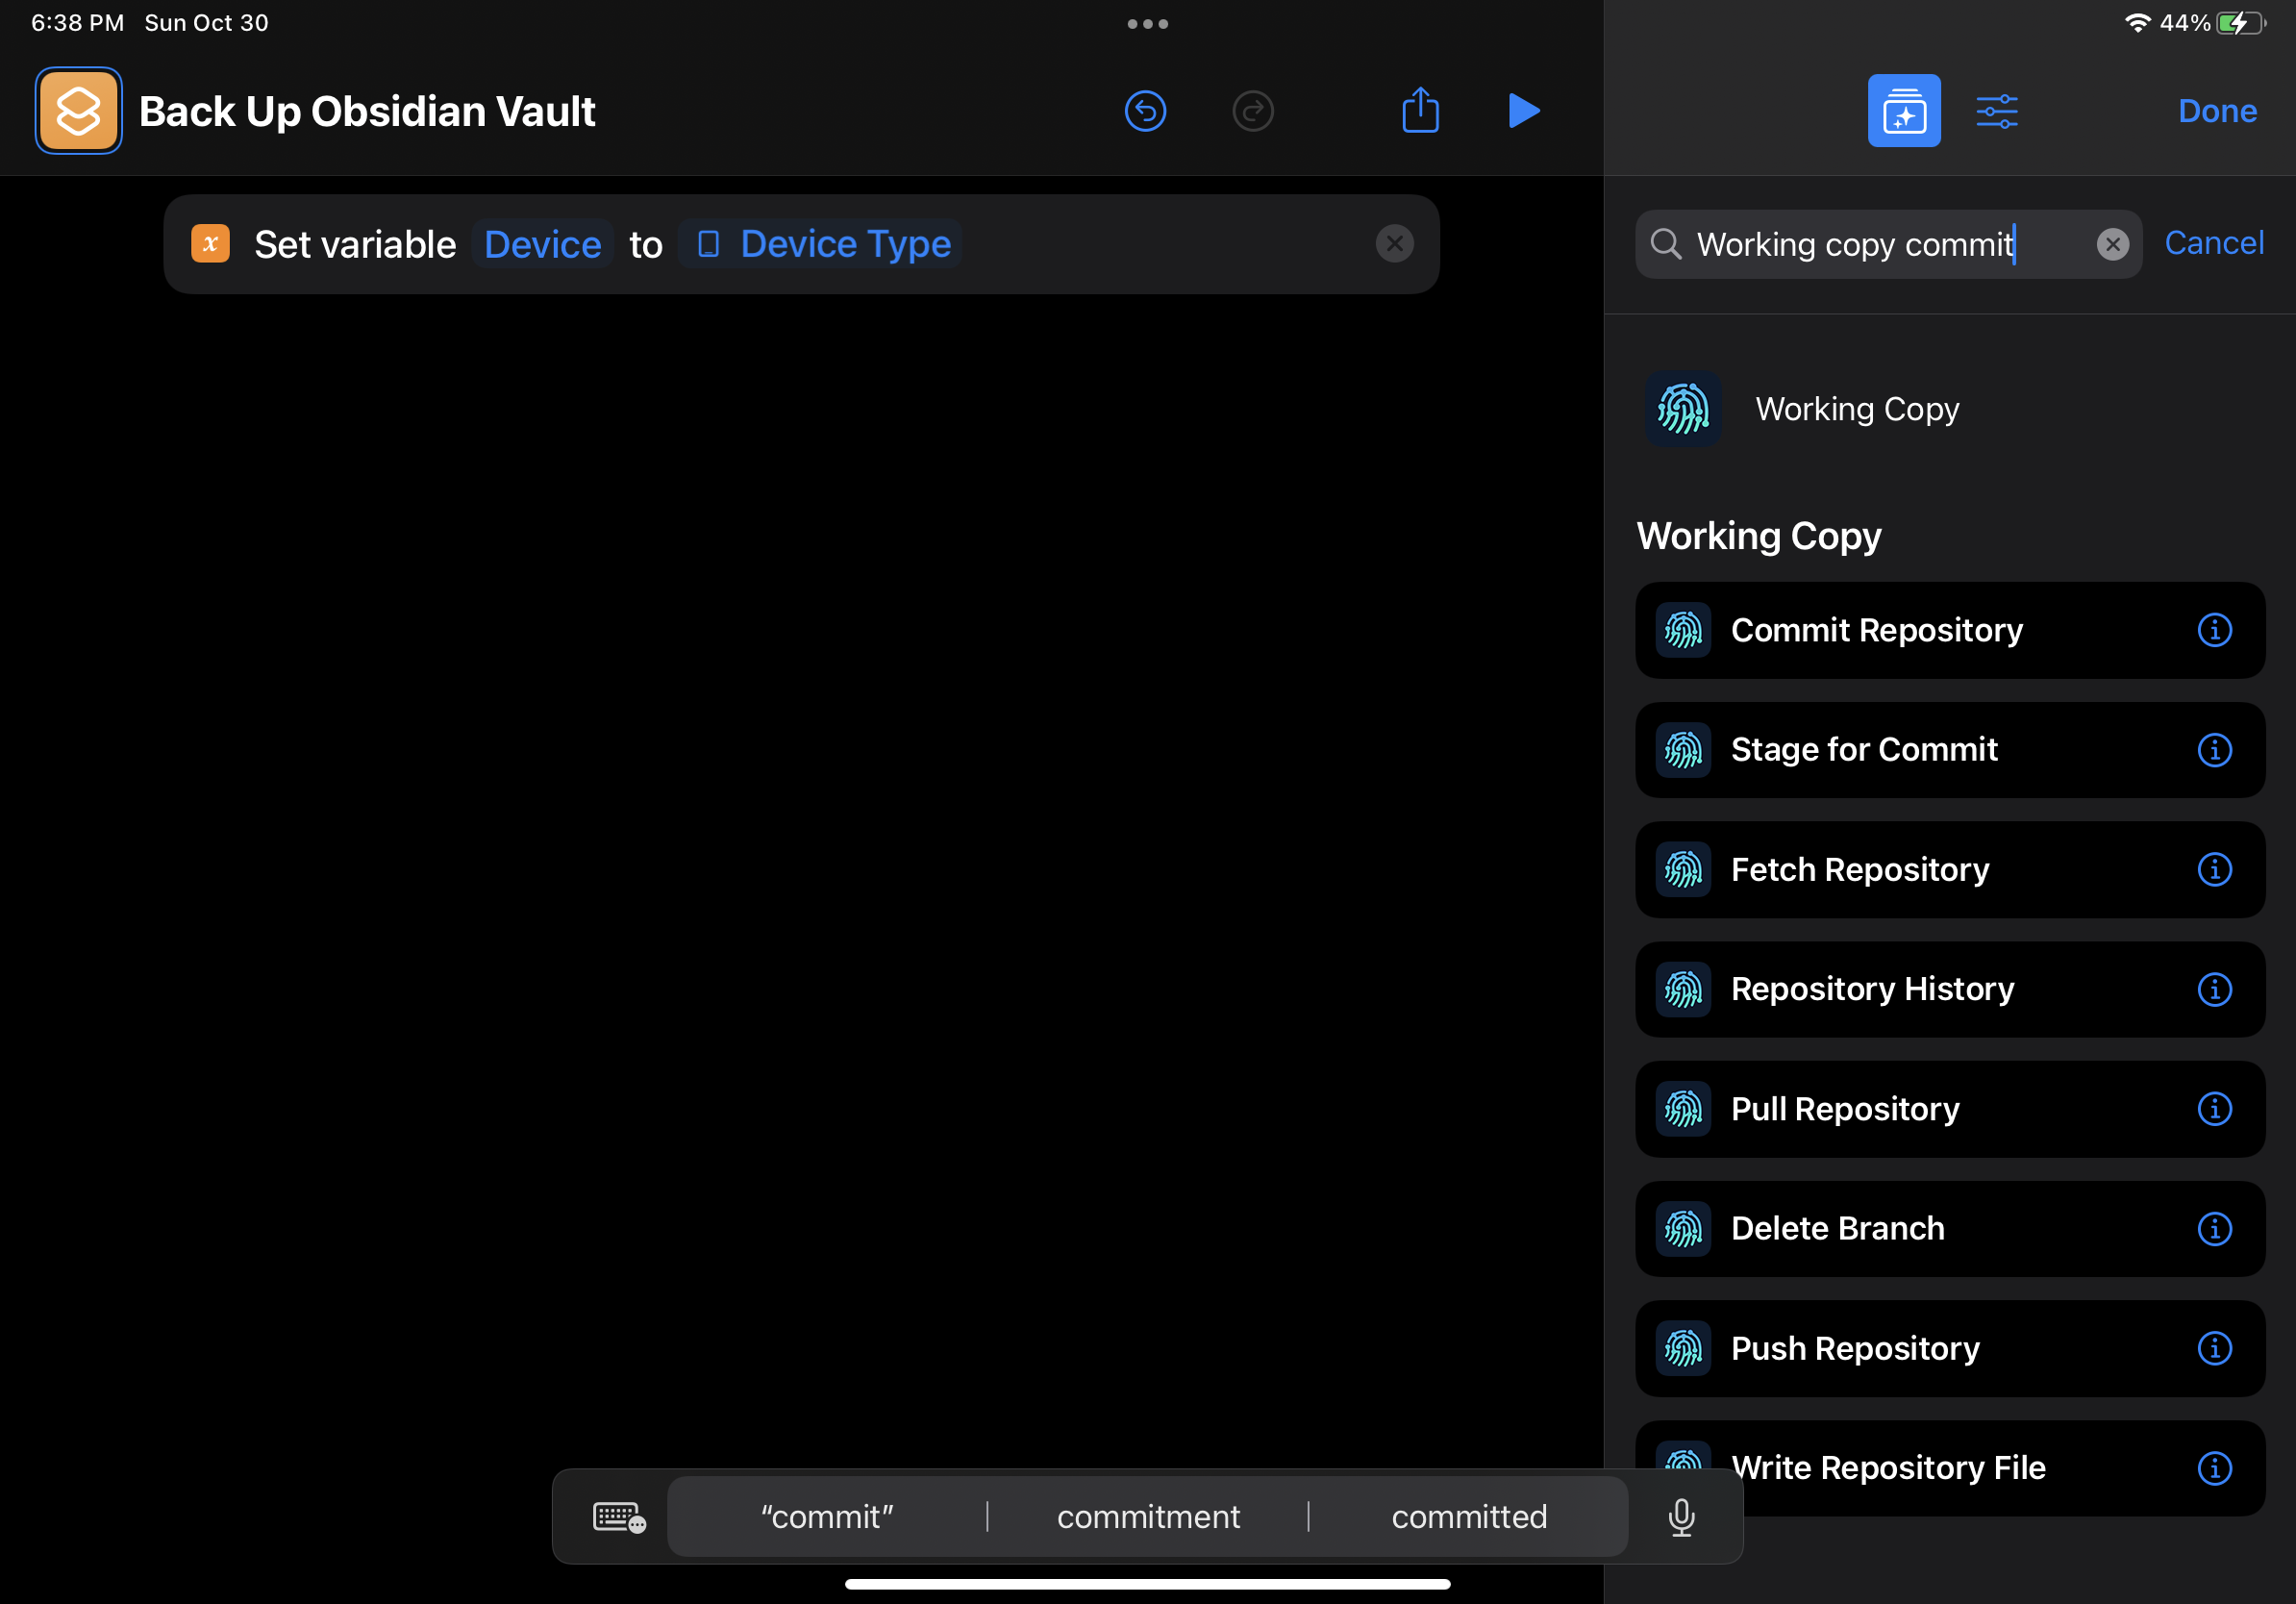 6:38 PM Sun Oct 30
44%
Back Up Obsidian Vault
Done
Set variable Device to Device Type
Working copy commit
Cancel
Working Copy
Working Copy
Commit Repository
Stage for Commit
Fetch Repository
Repository History
Pull Repository
Delete Branch
Push Repository
Write Repository File
“commit”
commitment
committed